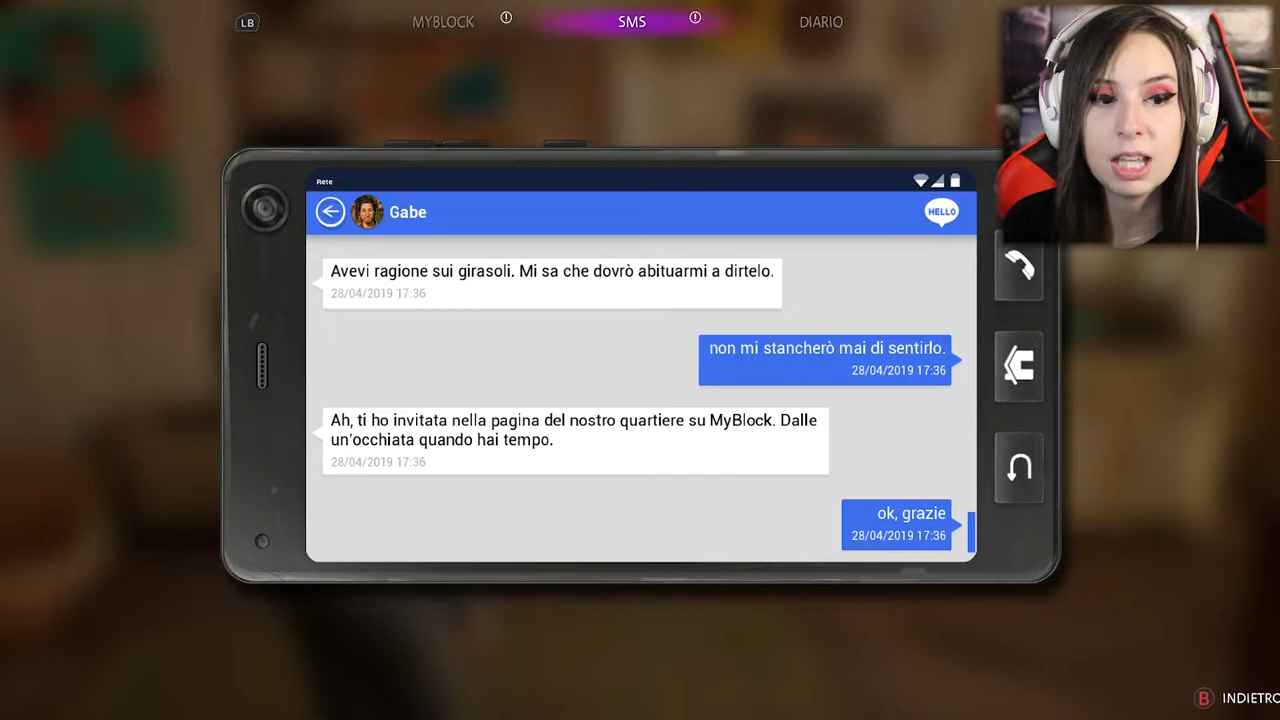 LB
MYBLOCK
SMS
DIARIO
Rete
Gabe
HELLO
Avevi ragione sui girasoli. Mi sa che dovrò abituarmi a dirtelo.
28/04/2019 17:36
non mi stancherò mai di sentirlo.
28/04/2019 17:36
Ah, ti ho invitata nella pagina del nostro quartiere su MyBlock. Dalle
un'occhiata quando hai tempo.
28/04/2019 17:36
ok, grazie
28/04/2019 17:36
B INDIETRO